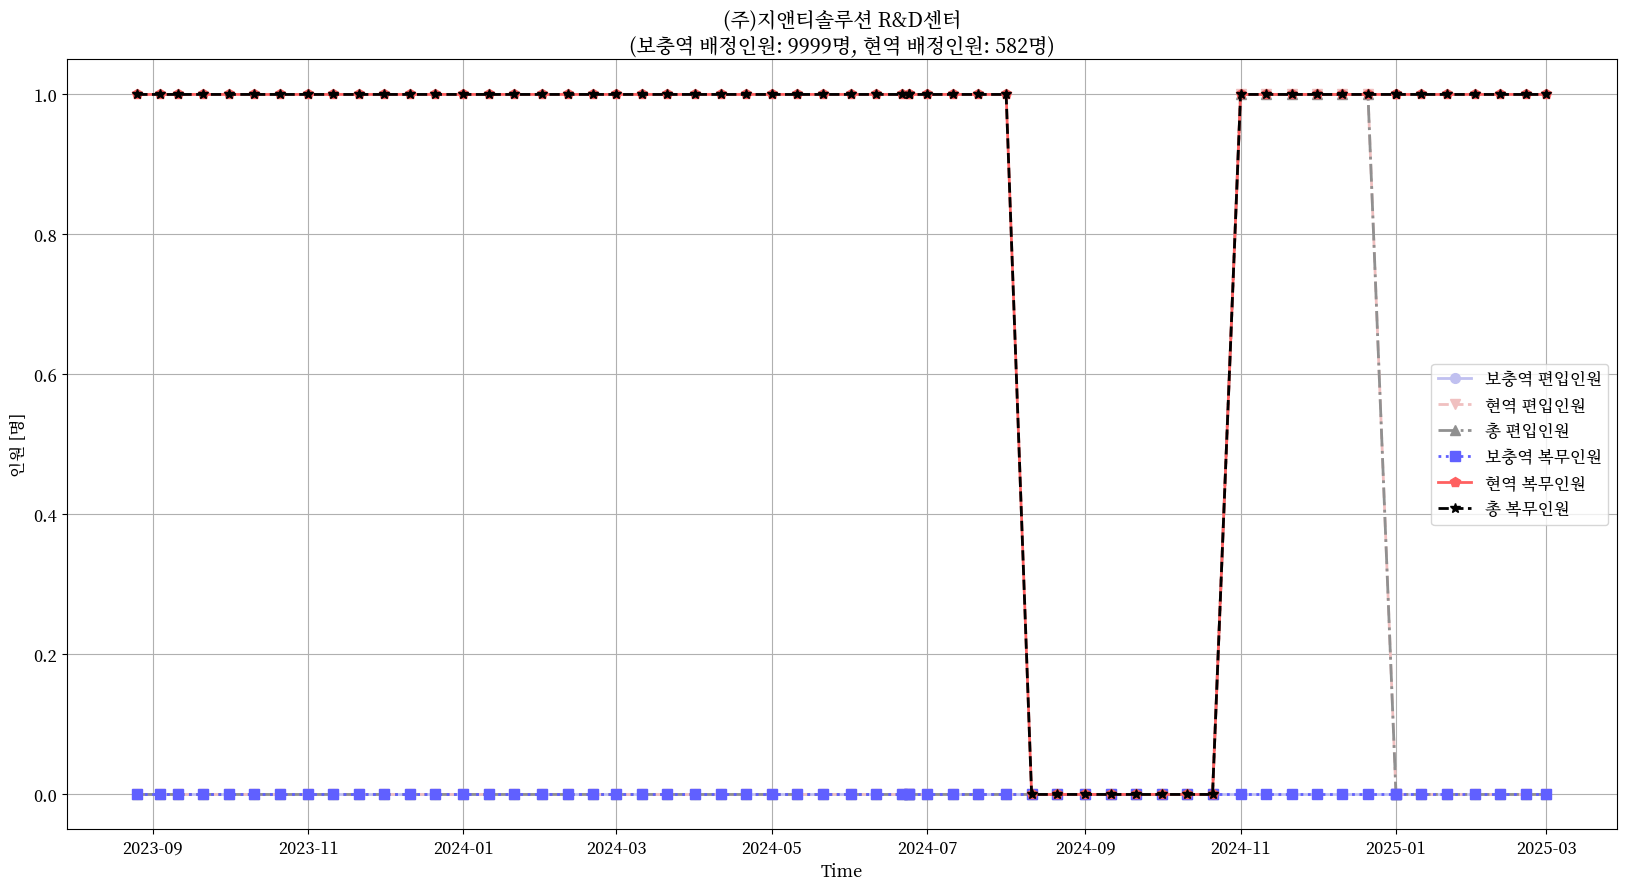 (주)지앤티솔루션 R&D센터
(보충역 배정인원: 9999명, 현역 배정인원: 582명)
인원 [명]
1.0
0.8
0.6
0.4
0.2
0.0
보충역 편입인원
현역 편입인원
총 편입인원
보충역 복무인원
현역 복무인원
총 복무인원
2023-09 2023-11 2024-01 2024-03 2024-05 2024-07 2024-09 2024-11 2025-01 2025-03
Time